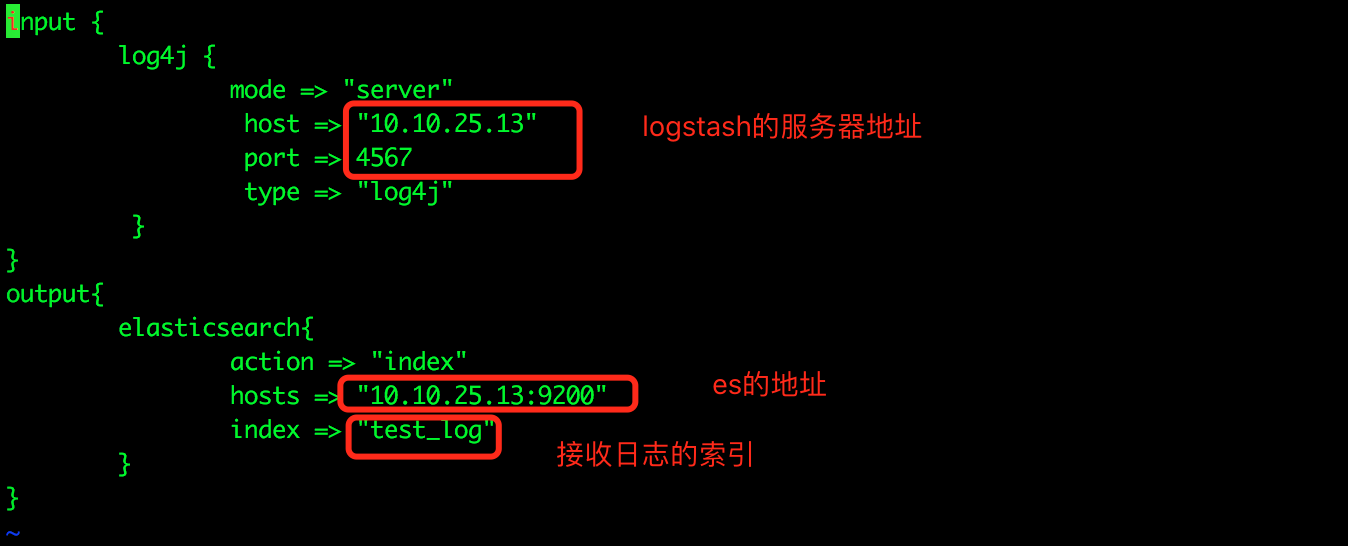 input {
log4j {
mode => "server"
host => "10.10.25.13"
logstash的服务器地址
port => 4567
type => "log4j"
}
}
output{
elasticsearch{
action => "index"
hosts => "10.10.25.13:9200"
es的地址
index => "test_log"
接收日志的索引
}
}
~